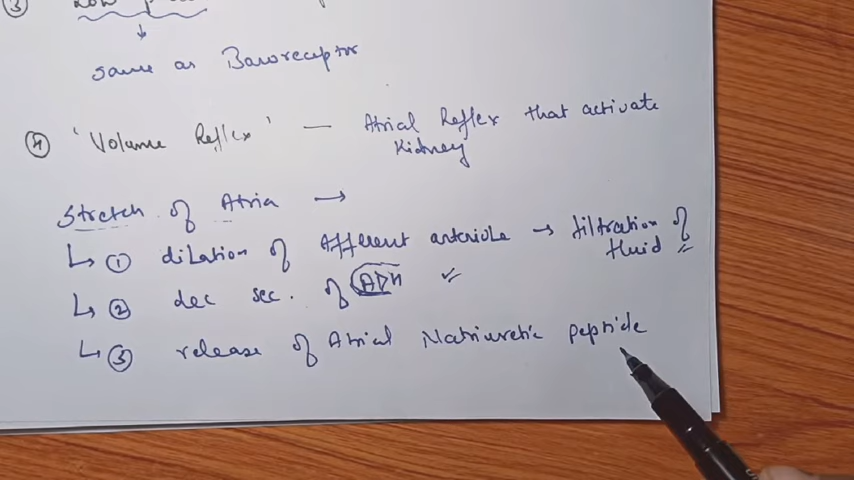 ③
↓
same as Baroreceptor
④ 'Volume Reflex' — Atrial Reflex that activate
Kidney
Stretch of Atria →
↳ ① dilation of Afferent arteriole → filtration of
fluid
↳ ② dec sec. of ADH ✓
↳ ③ release of Atrial Natriuretic peptide